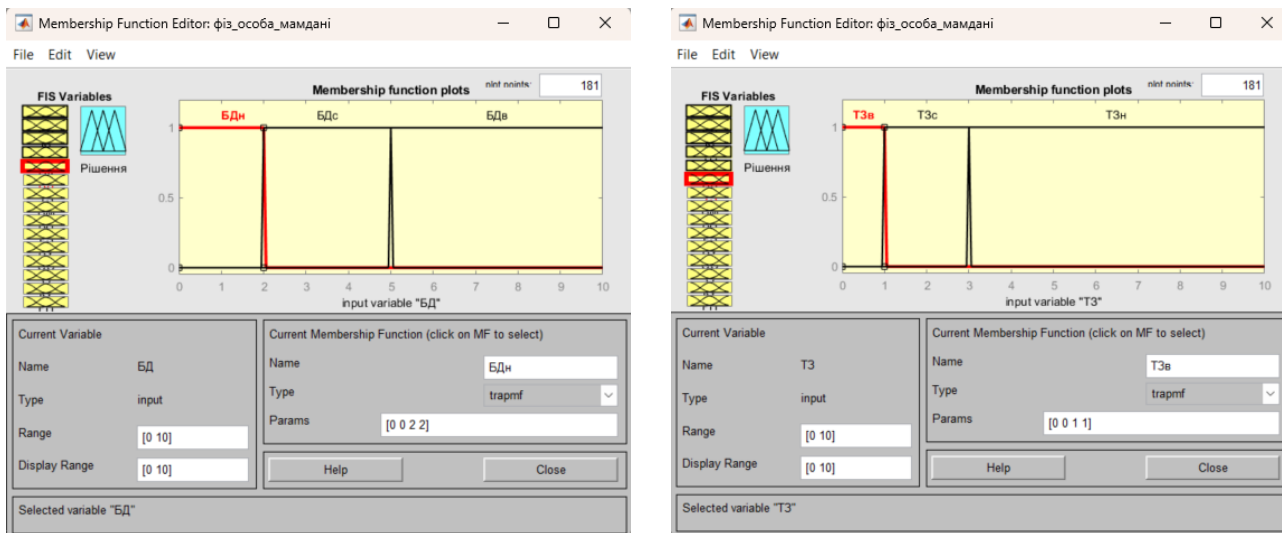 Membership Function Editor: фіз_особа_мамдані
File Edit View
FIS Variables
Рішення
Membership function plots
plot points:
181
БДн БДс БДв
1
0.5
0
0 1 2 3 4 5 6 7 8 9 10
input variable "БД"
Current Variable
Name БД
Type input
Range [0 10]
Display Range [0 10]
Current Membership Function (click on MF to select)
Name БДн
Type trapmf
Params [0 0 2 2]
Help Close
Selected variable "БД"
Membership Function Editor: фіз_особа_мамдані
File Edit View
FIS Variables
Рішення
Membership function plots
plot points:
181
ТЗв ТЗс ТЗн
1
0.5
0
0 1 2 3 4 5 6 7 8 9 10
input variable "ТЗ"
Current Variable
Name ТЗ
Type input
Range [0 10]
Display Range [0 10]
Current Membership Function (click on MF to select)
Name ТЗв
Type trapmf
Params [0 0 1 1]
Help Close
Selected variable "ТЗ"